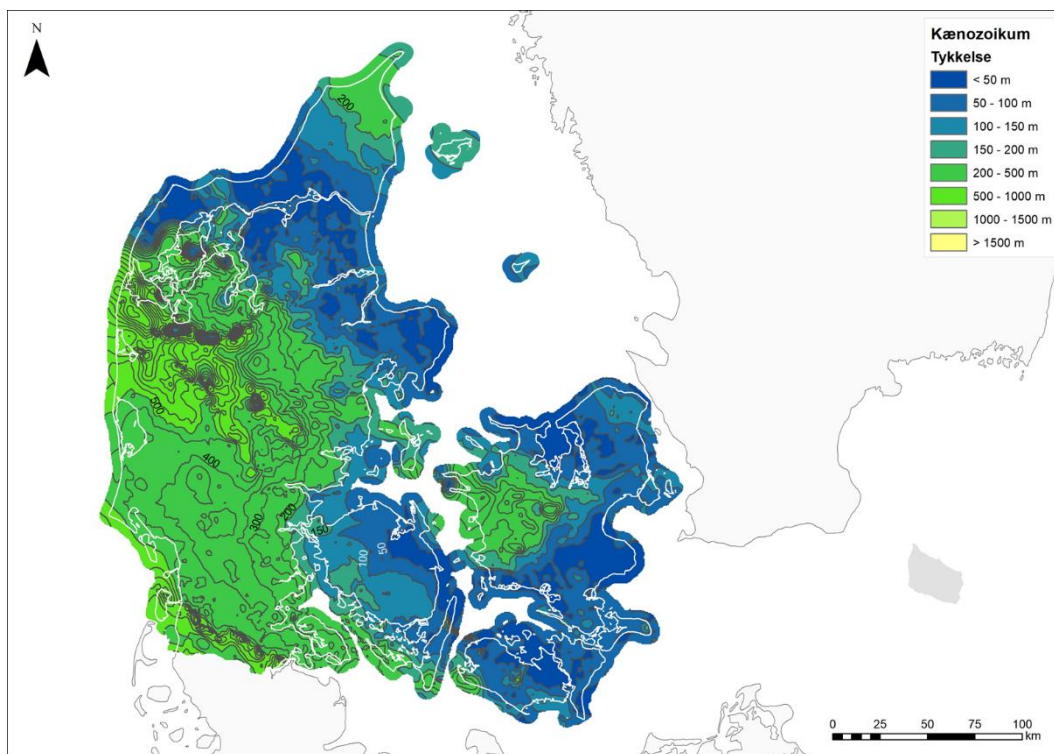 N
Kænozoikum
Tykkelse
< 50 m
50 - 100 m
100 - 150 m
150 - 200 m
200 - 500 m
500 - 1000 m
1000 - 1500 m
> 1500 m
200
500
400
300
200
150
100
50
0 25 50 75 100
km